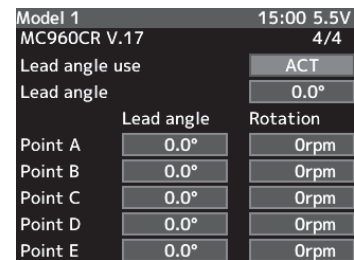 Model 1 15:00 5.5V
MC960CR V.17 4/4
Lead angle use ACT
Lead angle 0.0°
Lead angle Rotation
Point A 0.0° 0rpm
Point B 0.0° 0rpm
Point C 0.0° 0rpm
Point D 0.0° 0rpm
Point E 0.0° 0rpm